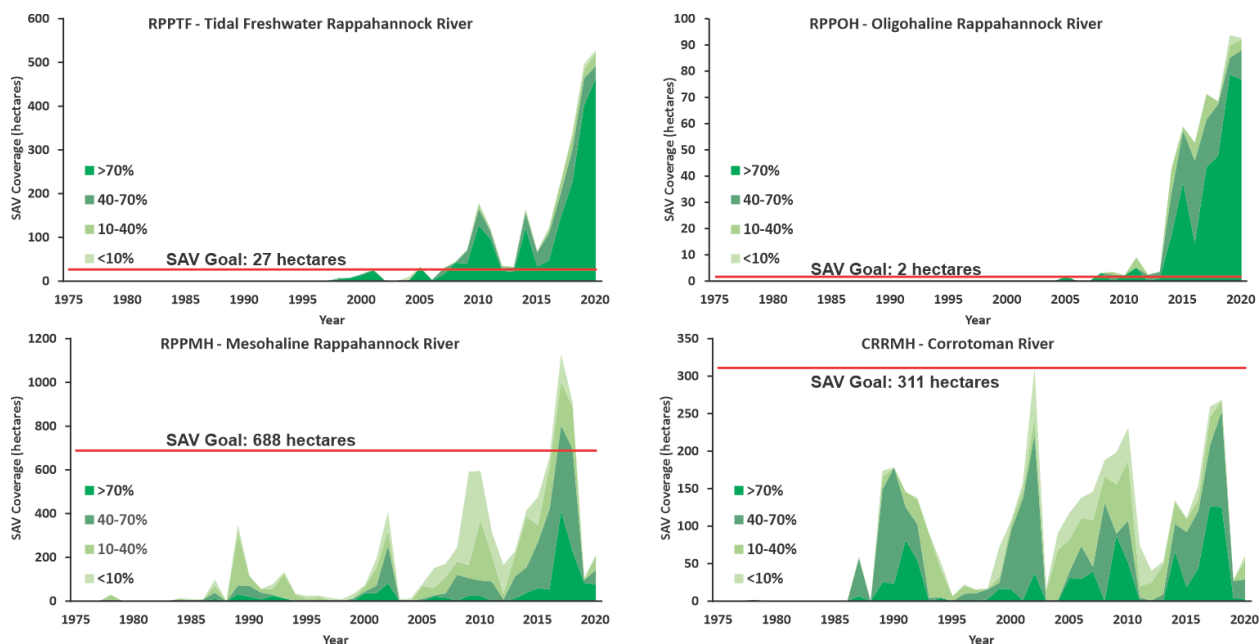 RPPTF - Tidal Freshwater Rappahannock River
SAV Coverage (hectares)
600
500
400
300
200
100
0
>70%
40-70%
10-40%
<10%
SAV Goal: 27 hectares
1975 1980 1985 1990 1995 2000 2005 2010 2015 2020
Year
RPPOH - Oligohaline Rappahannock River
SAV Coverage (hectares)
100
90
80
70
60
50
40
30
20
10
0
>70%
40-70%
10-40%
<10%
SAV Goal: 2 hectares
1975 1980 1985 1990 1995 2000 2005 2010 2015 2020
Year
RPPMH - Mesohaline Rappahannock River
SAV Coverage (hectares)
1200
1000
800
600
400
200
0
SAV Goal: 688 hectares
>70%
40-70%
10-40%
<10%
1975 1980 1985 1990 1995 2000 2005 2010 2015 2020
Year
CRRMH - Corrotoman River
SAV Coverage (hectares)
350
300
250
200
150
100
50
0
SAV Goal: 311 hectares
>70%
40-70%
10-40%
<10%
1975 1980 1985 1990 1995 2000 2005 2010 2015 2020
Year